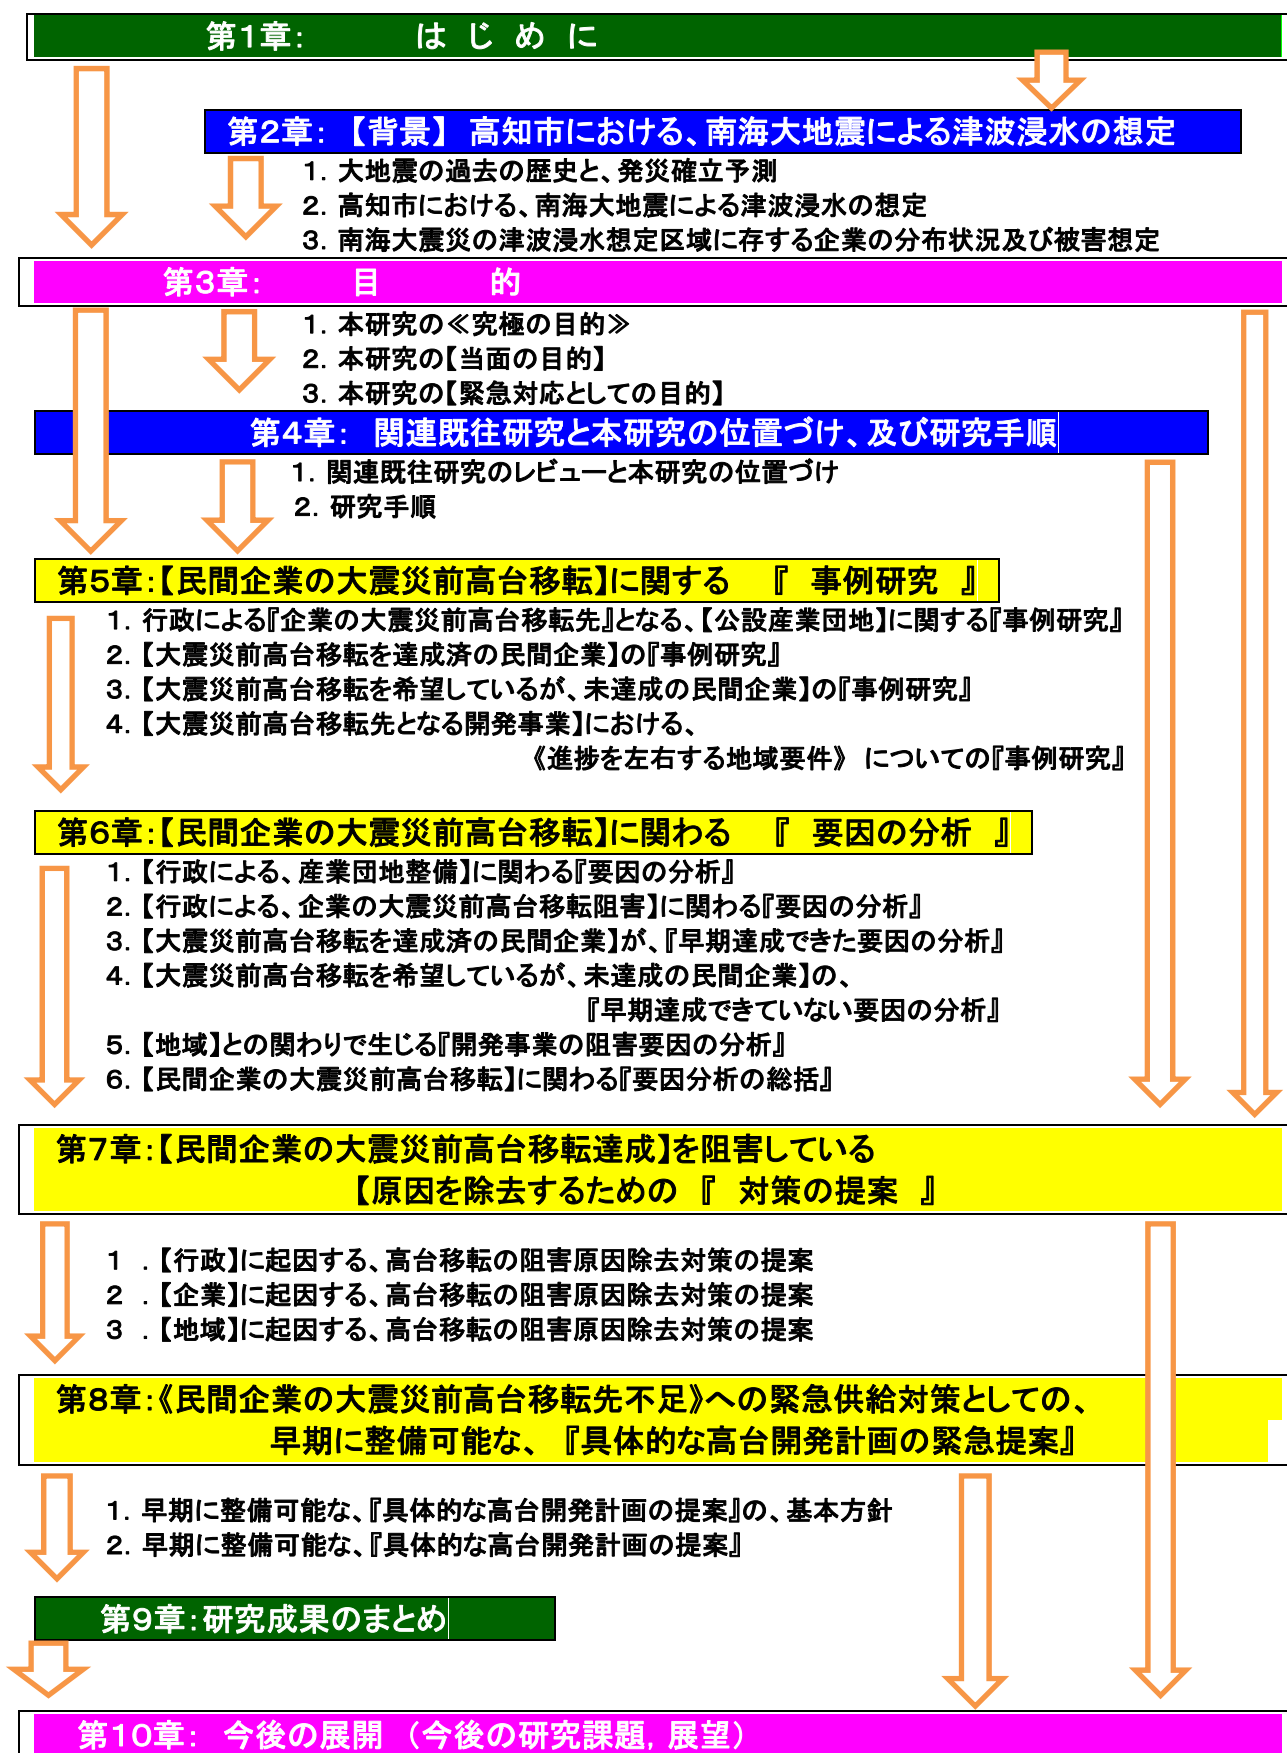 第1章: はじめに
第2章: 【背景】 高知市における、南海大地震による津波浸水の想定
1. 大地震の過去の歴史と、発災確立予測
2. 高知市における、南海大地震による津波浸水の想定
3. 南海大震災の津波浸水想定区域に存する企業の分布状況及び被害想定
第3章: 目 的
1. 本研究の≪究極の目的≫
2. 本研究の【当面の目的】
3. 本研究の【緊急対応としての目的】
第4章: 関連既往研究と本研究の位置づけ、及び研究手順
1. 関連既往研究のレビューと本研究の位置づけ
2. 研究手順
第5章:【民間企業の大震災前高台移転】に関する 『 事例研究 』
1. 行政による『企業の大震災前高台移転先』となる、【公設産業団地】に関する『事例研究』
2. 【大震災前高台移転を達成済の民間企業】の『事例研究』
3. 【大震災前高台移転を希望しているが、未達成の民間企業】の『事例研究』
4. 【大震災前高台移転先となる開発事業】における、
《進捗を左右する地域要件》 についての『事例研究』
第6章:【民間企業の大震災前高台移転】に関わる 『 要因の分析 』
1. 【行政による、産業団地整備】に関わる『要因の分析』
2. 【行政による、企業の大震災前高台移転阻害】に関わる『要因の分析』
3. 【大震災前高台移転を達成済の民間企業】が、『早期達成できた要因の分析』
4. 【大震災前高台移転を希望しているが、未達成の民間企業】の、
『早期達成できていない要因の分析』
5. 【地域】との関わりで生じる『開発事業の阻害要因の分析』
6. 【民間企業の大震災前高台移転】に関わる『要因分析の総括』
第7章:【民間企業の大震災前高台移転達成】を阻害している
【原因を除去するための 『 対策の提案 』
1 . 【行政】に起因する、高台移転の阻害原因除去対策の提案
2 . 【企業】に起因する、高台移転の阻害原因除去対策の提案
3 . 【地域】に起因する、高台移転の阻害原因除去対策の提案
第8章:《民間企業の大震災前高台移転先不足》への緊急供給対策としての、
早期に整備可能な、 『具体的な高台開発計画の緊急提案』
1. 早期に整備可能な、『具体的な高台開発計画の提案』の、基本方針
2. 早期に整備可能な、『具体的な高台開発計画の提案』
第9章:研究成果のまとめ
第10章: 今後の展開 (今後の研究課題, 展望)